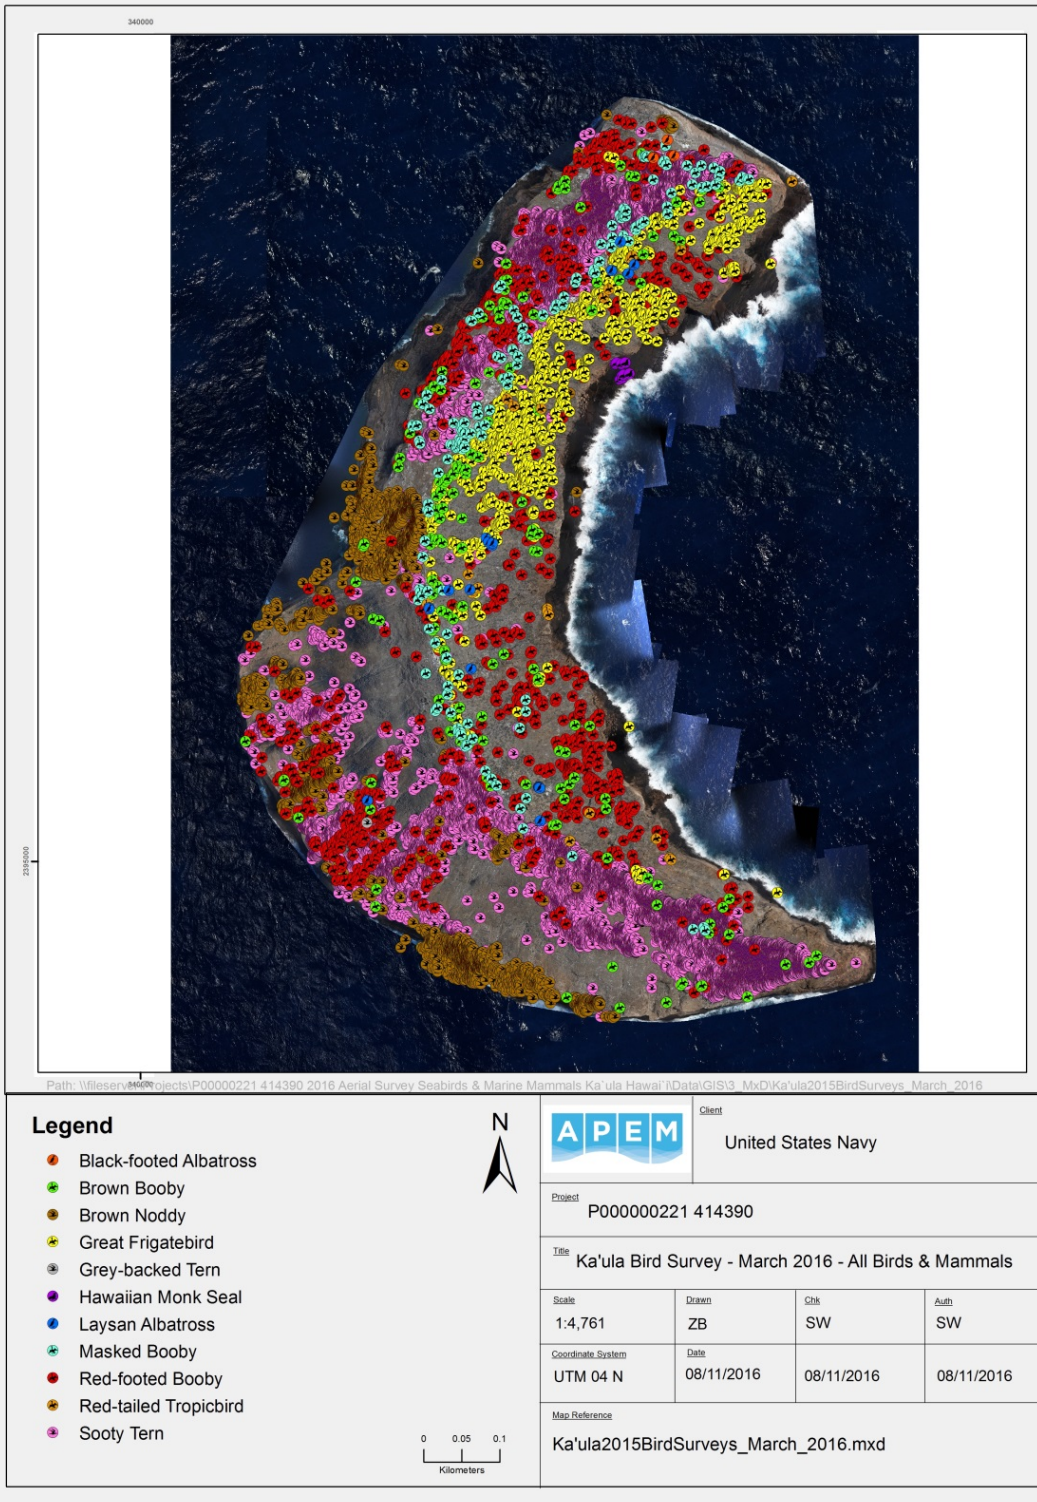 340000
2395000
340000
Path: \\fileserver\Projects\P00000221 414390 2016 Aerial Survey Seabirds & Marine Mammals Ka`ula Hawai`i\Data\GIS\3_MxD\Ka'ula2015BirdSurveys_March_2016
Legend
Black-footed Albatross
Brown Booby
Brown Noddy
Great Frigatebird
Grey-backed Tern
Hawaiian Monk Seal
Laysan Albatross
Masked Booby
Red-footed Booby
Red-tailed Tropicbird
Sooty Tern
N
0 0.05 0.1
Kilometers
APEM
Client
United States Navy
Project
P000000221 414390
Title
Ka'ula Bird Survey - March 2016 - All Birds & Mammals
Scale
1:4,761
Drawn
ZB
Chk
SW
Auth
SW
Coordinate System
UTM 04 N
Date
08/11/2016
08/11/2016
08/11/2016
Map Reference
Ka'ula2015BirdSurveys_March_2016.mxd